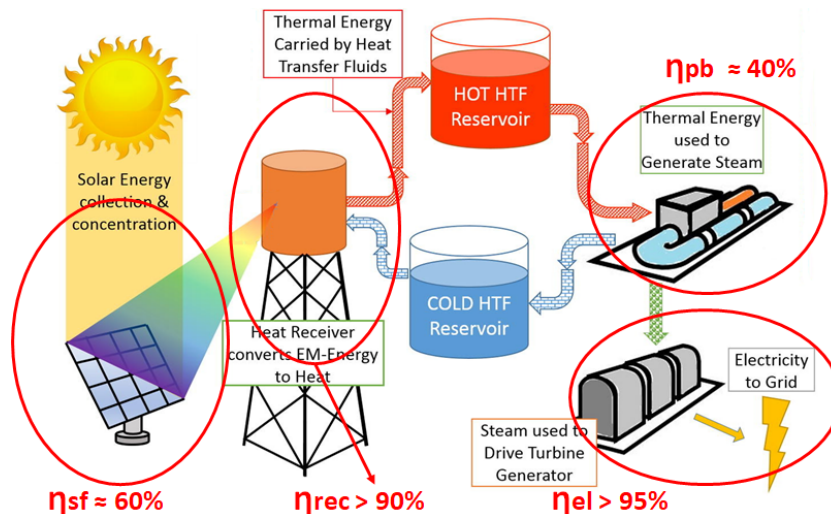 Thermal Energy
Carried by Heat
Transfer Fluids
HOT HTF
Reservoir
ηpb ≈ 40%
Thermal Energy
used to
Generate Steam
Solar Energy
collection &
concentration
COLD HTF
Reservoir
Heat Receiver
converts EM-Energy
to Heat
Electricity
to Grid
Steam used to
Drive Turbine
Generator
ηsf ≈ 60%
ηrec > 90%
ηel > 95%